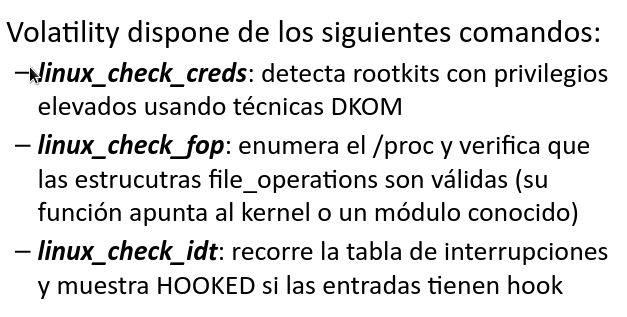 Volatility dispone de los siguientes comandos:
– linux_check_creds: detecta rootkits con privilegios
elevados usando técnicas DKOM
– linux_check_fop: enumera el /proc y verifica que
las estrucutras file_operations son válidas (su
función apunta al kernel o un módulo conocido)
– linux_check_idt: recorre la tabla de interrupciones
y muestra HOOKED si las entradas tienen hook